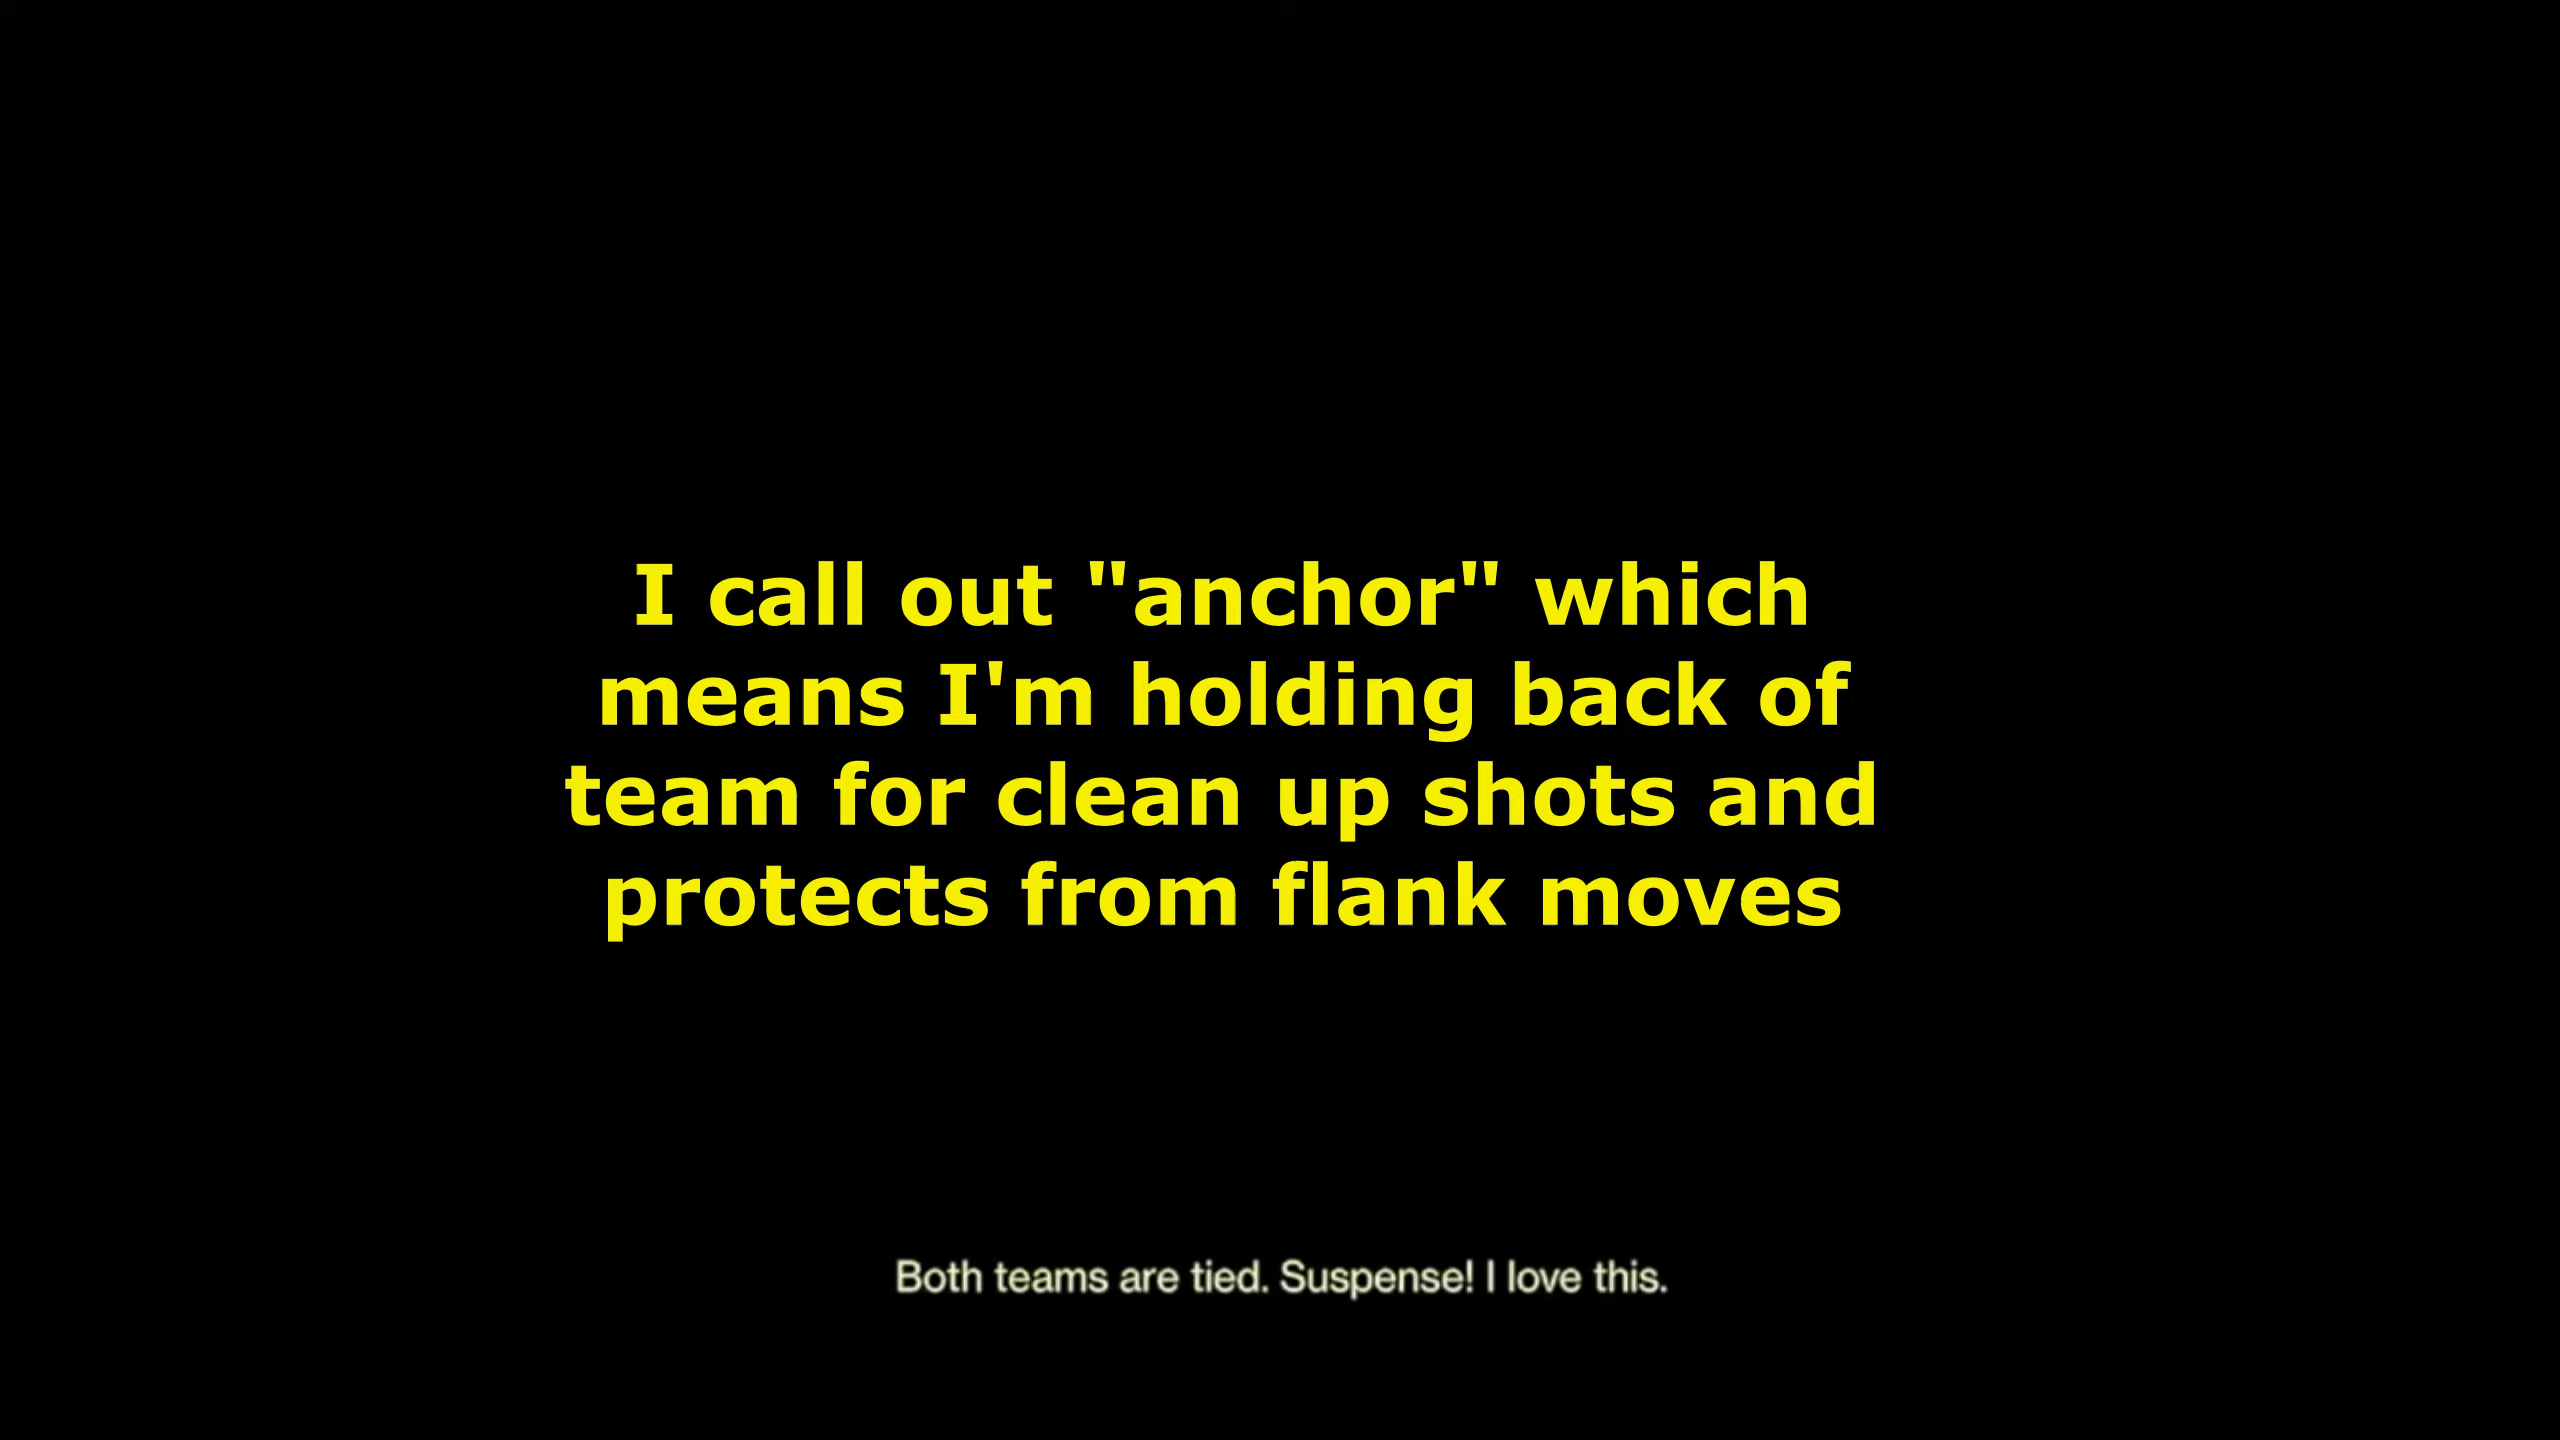 I call out "anchor" which
means I'm holding back of
team for clean up shots and
protects from flank moves
Both teams are tied. Suspense! I love this.